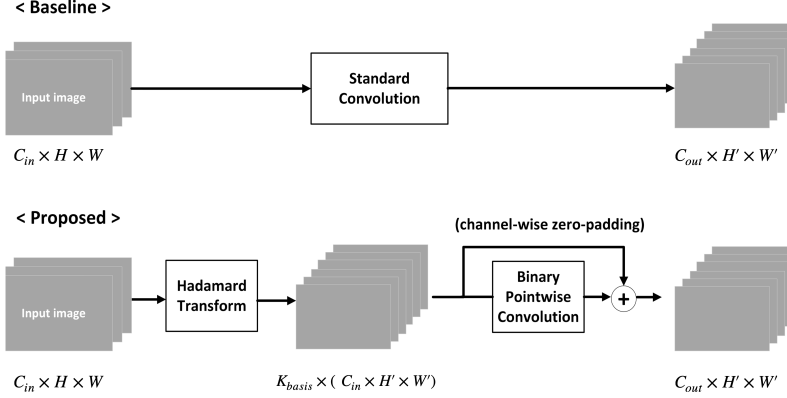 < Baseline >
Input image
Standard
Convolution
C_in × H × W
C_out × H′ × W′
< Proposed >
(channel-wise zero-padding)
Input image
Hadamard
Transform
Binary
Pointwise
Convolution
+
C_in × H × W
K_basis × ( C_in × H′ × W′)
C_out × H′ × W′